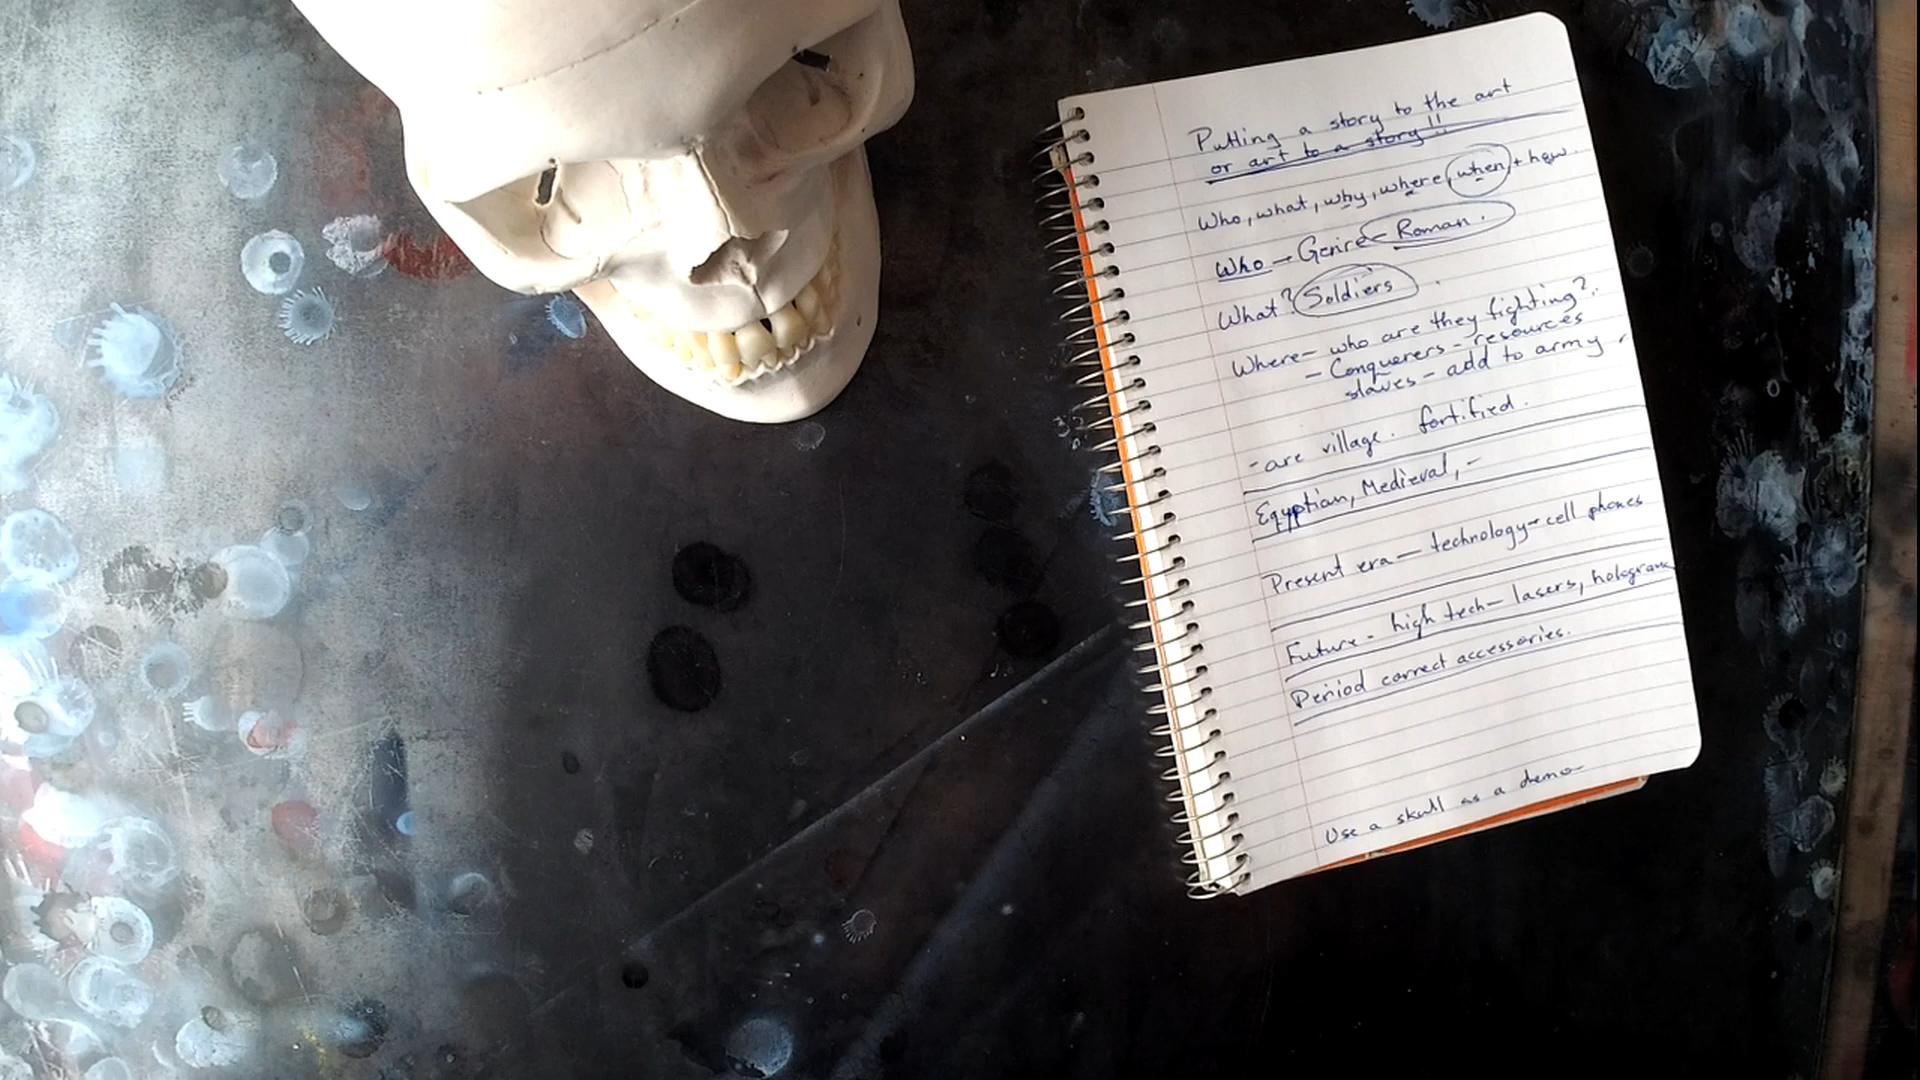 Putting a story to the art
or art to a story!!
Who, what, why, where, when, + how.
Who → Genre - Roman.
What? Soldiers
Where - who are they fighting?
- Conquerers - resources
slaves - add to army
- are village. fortified.
Egyptian, Medieval, -
Present era - technology - cell phones
Future - high tech - lasers, holograms
Period correct accessories.
Use a skull as a demo